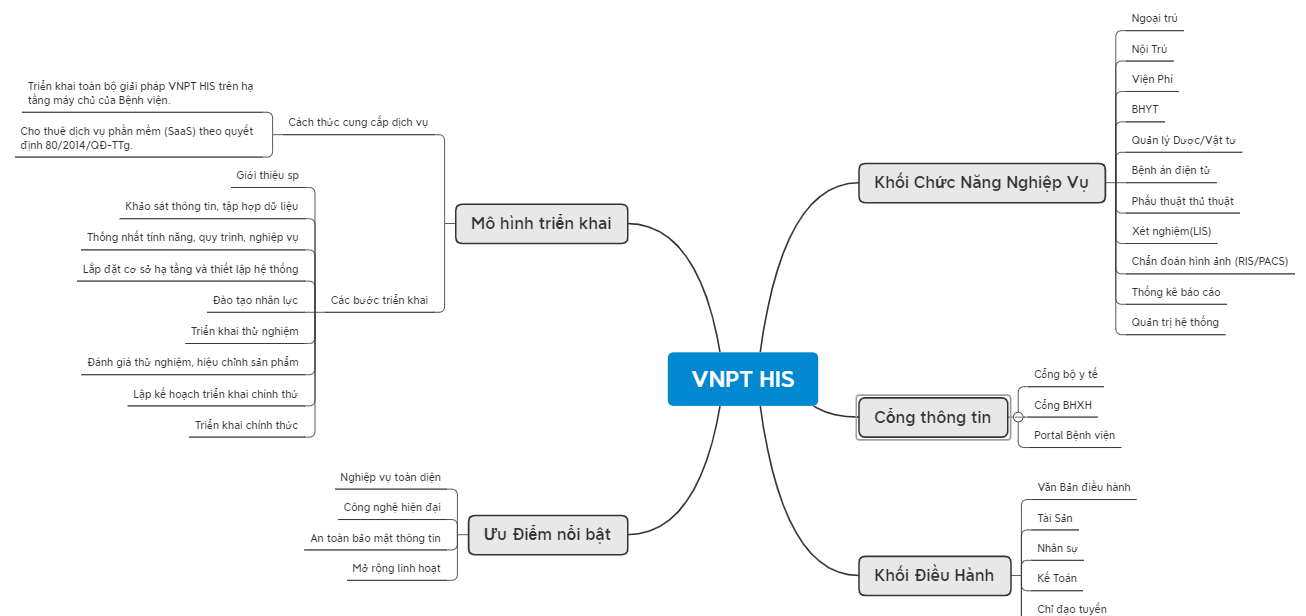 VNPT HIS
Khối Chức Năng Nghiệp Vụ
Ngoại trú
Nội Trú
Viện Phí
BHYT
Quản lý Dược/Vật tư
Bệnh án điện tử
Phẩu thuật thủ thuật
Xét nghiệm(LIS)
Chẩn đoán hình ảnh (RIS/PACS)
Thống kê báo cáo
Quản trị hệ thống
Cổng thông tin
Cổng bộ y tế
Cổng BHXH
Portal Bệnh viện
Khối Điều Hành
Văn Bản điều hành
Tài Sản
Nhân sự
Kế Toán
Chỉ đạo tuyến
Mô hình triển khai
Cách thức cung cấp dịch vụ
Triển khai toàn bộ giải pháp VNPT HIS trên hạ
tầng máy chủ của Bệnh viện.
Cho thuê dịch vụ phần mềm (SaaS) theo quyết
định 80/2014/QĐ-TTg.
Các bước triển khai
Giới thiệu sp
Khảo sát thông tin, tập hợp dữ liệu
Thống nhất tính năng, quy trình, nghiệp vụ
Lắp đặt cơ sở hạ tầng và thiết lập hệ thống
Đào tạo nhân lực
Triển khai thử nghiệm
Đánh giá thử nghiệm, hiệu chỉnh sản phẩm
Lập kế hoạch triển khai chính thứ
Triển khai chính thức
Ưu Điểm nổi bật
Nghiệp vụ toàn diện
Công nghệ hiện đại
An toàn bảo mật thông tin
Mở rộng linh hoạt